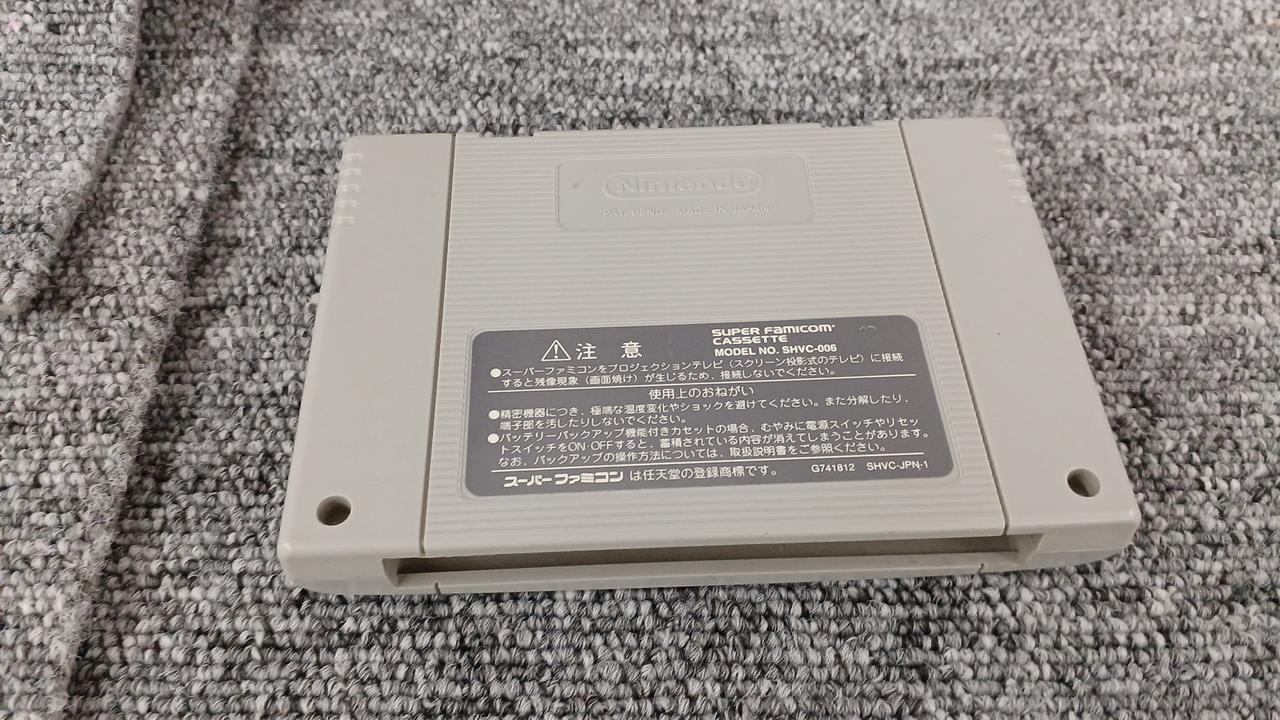 Nintendo
PAT. PEND. MADE IN JAPAN
SUPER FAMICOM
CASSETTE
⚠注意 MODEL NO. SHVC-006
●スーパーファミコンをプロジェクションテレビ(スクリーン投影式のテレビ)に接続
すると残像現象(画面焼け)が生じるため、接続しないでください。
使用上のおねがい
●精密機器につき、極端な温度変化やショックを避けてください。また分解したり、
端子部を汚したりしないでください。
●バッテリーバックアップ機能付きカセットの場合、むやみに電源スイッチやリセッ
トスイッチをON OFFすると、蓄積されている内容が消えてしまうことがあります。
なお、バックアップの操作方法については、取扱説明書をご参照ください。
スーパーファミコン は任天堂の登録商標です。 G741812 SHVC-JPN-1